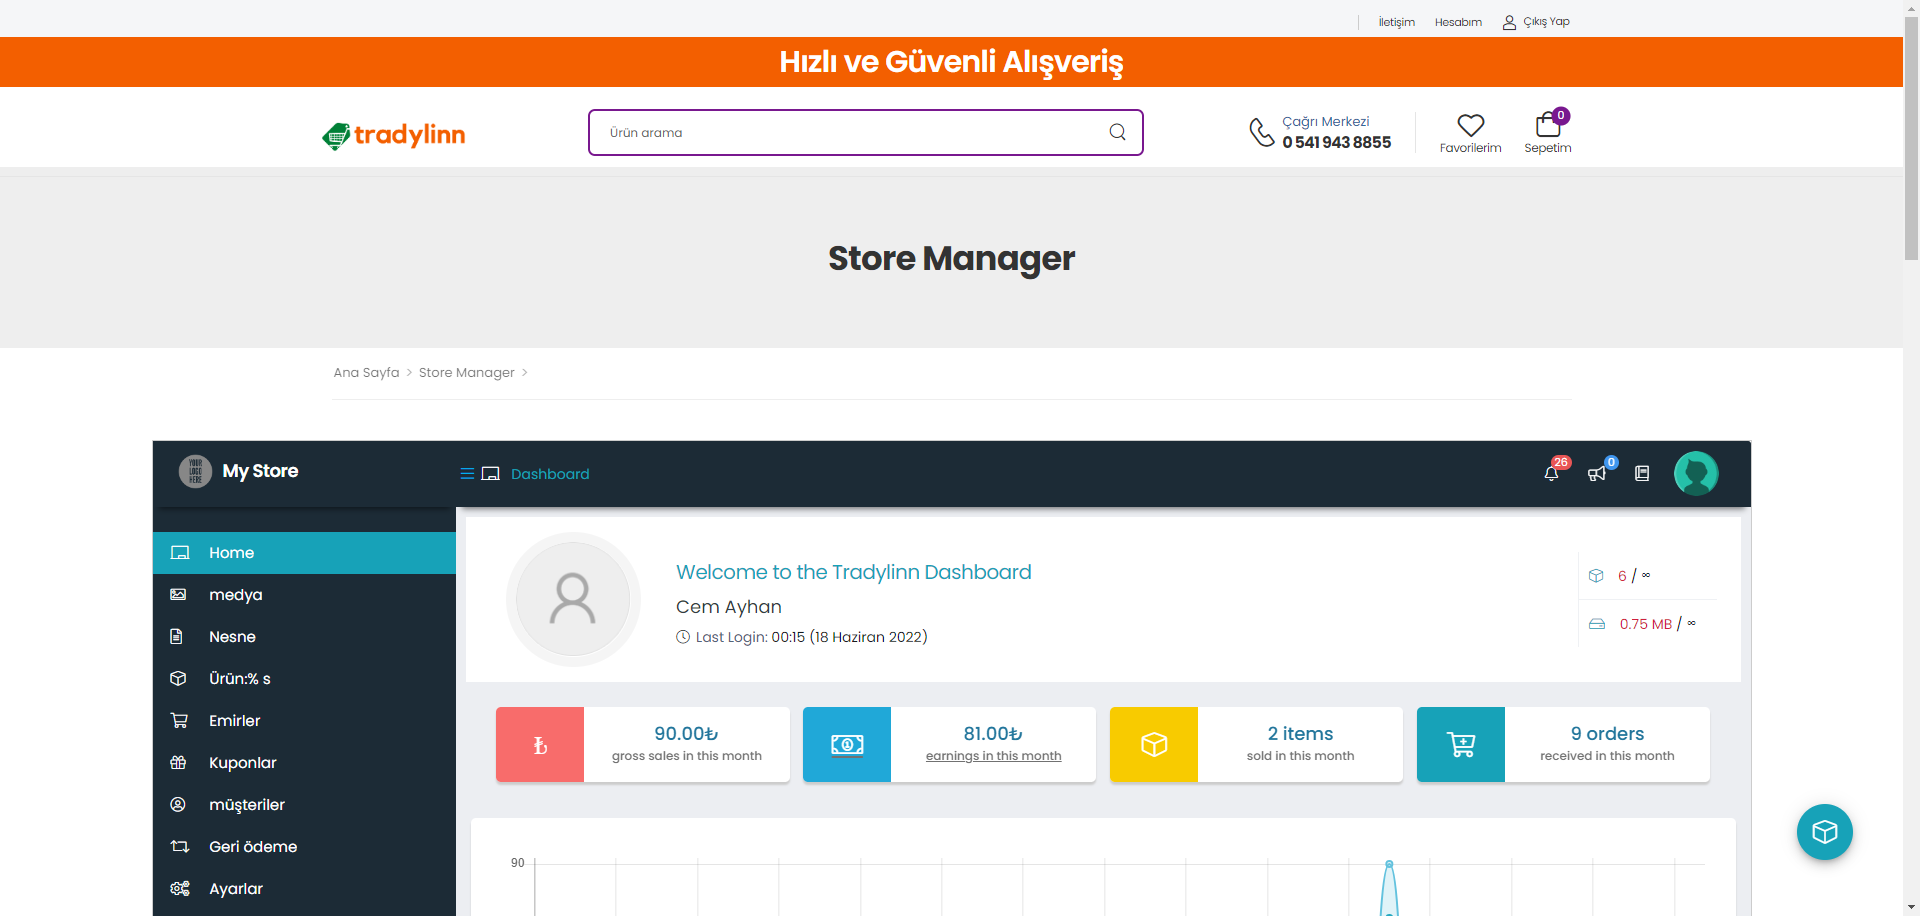 İletişim
Hesabım
Çıkış Yap
Hızlı ve Güvenli Alışveriş
tradylinn
Ürün arama
Çağrı Merkezi
0 541 943 8855
Favorilerim
0
Sepetim
Store Manager
Ana Sayfa > Store Manager >
YOUR
LOGO
HERE
My Store
Dashboard
26
0
Home
medya
Nesne
Ürün:% s
Emirler
Kuponlar
müşteriler
Geri ödeme
Ayarlar
Welcome to the Tradylinn Dashboard
Cem Ayhan
Last Login: 00:15 (18 Haziran 2022)
6 / ∞
0.75 MB / ∞
₺
90.00₺
gross sales in this month
81.00₺
earnings in this month
2 items
sold in this month
9 orders
received in this month
90